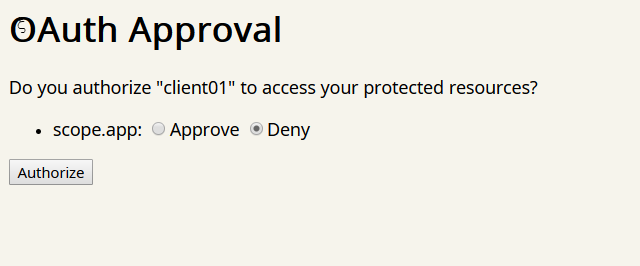 OAuth Approval
Do you authorize "client01" to access your protected resources?
scope.app: Approve Deny
Authorize